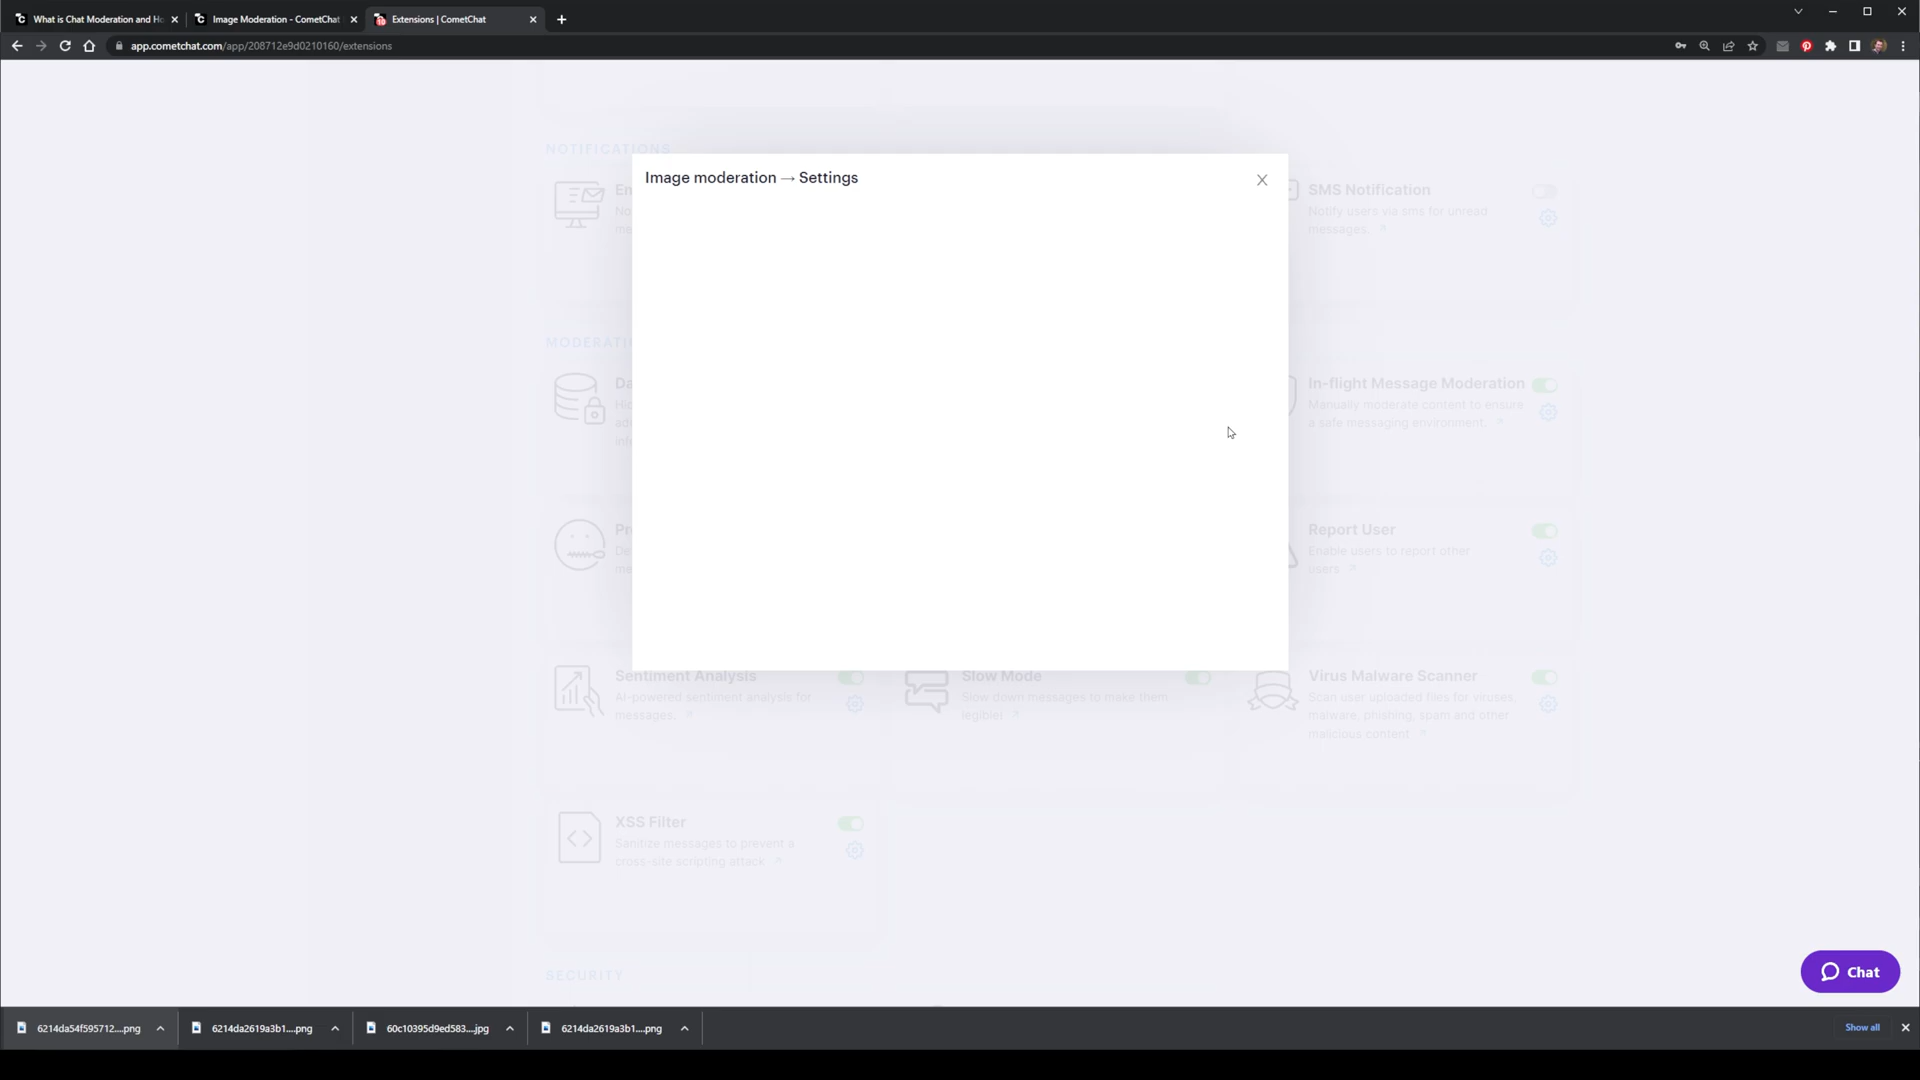 What is Chat Moderation and Ho
Image Moderation - CometChat
Extensions | CometChat
app.cometchat.com/app/208712e9d0210160/extensions
NOTIFICATIONS
Image moderation → Settings
SMS Notification
Notify users via sms for unread
messages.
En
No
me
MODERATIO
Da
Hid
ad
inf
In-flight Message Moderation
Manually moderate content to ensure
a safe messaging environment.
Pr
De
me
Report User
Enable users to report other
users
Sentiment Analysis
AI-powered sentiment analysis for
messages.
Slow Mode
Slow down messages to make them
legible!
Virus Malware Scanner
Scan user uploaded files for viruses,
malware, phishing, spam and other
malicious content
XSS Filter
Sanitize messages to prevent a
cross-site scripting attack
SECURITY
Chat
6214da54f595712....png
6214da2619a3b1....png
60c10395d9ed583....jpg
6214da2619a3b1....png
Show all